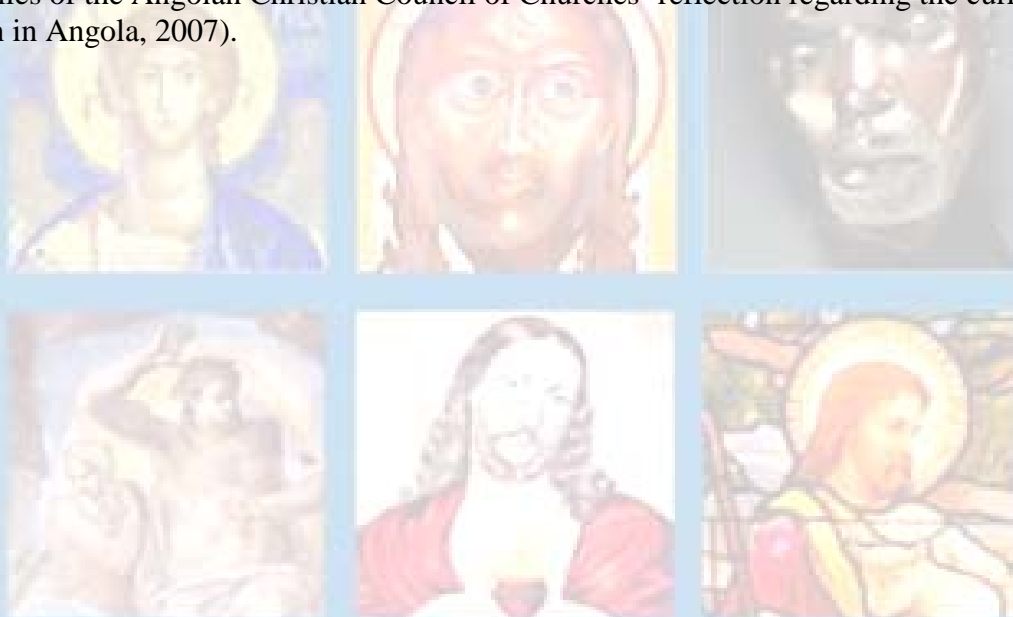 of the Angolan Christian Council of Churches' reflection regarding the
in Angola, 2007).